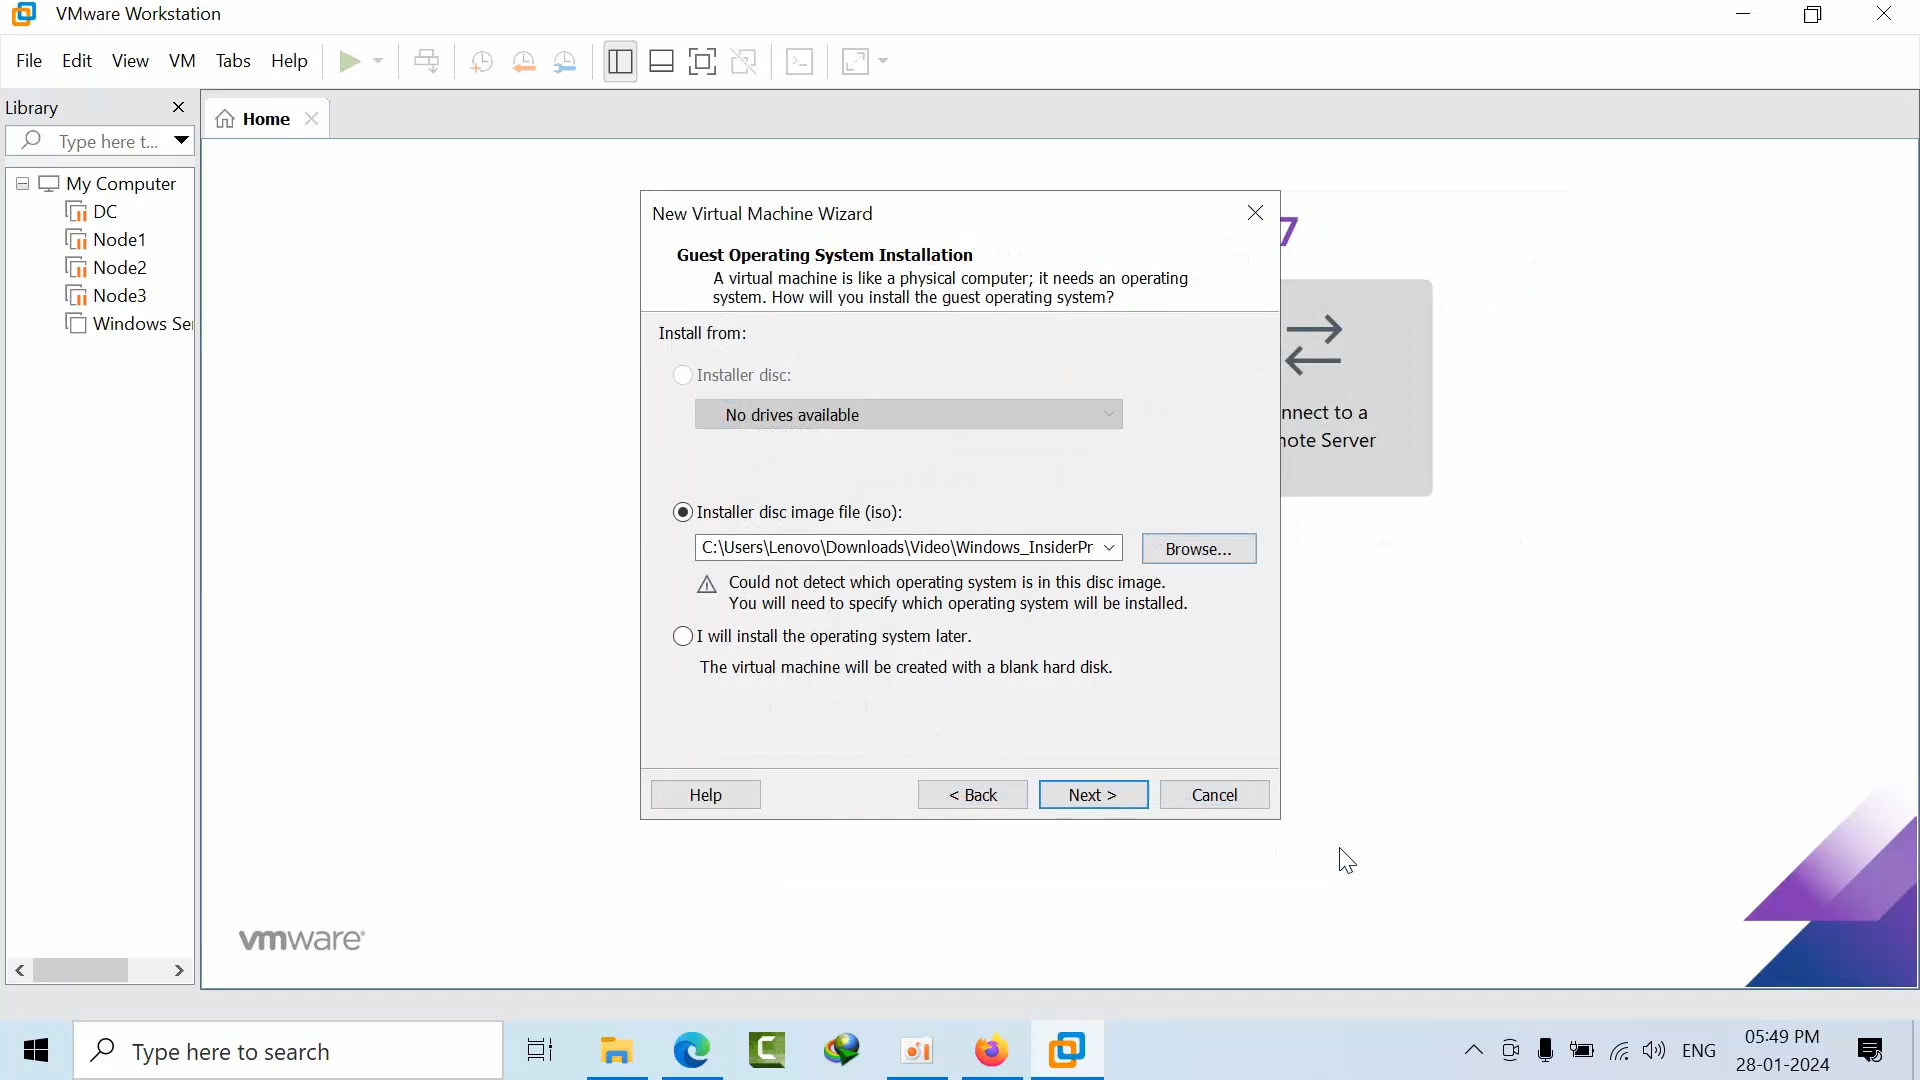 VMware Workstation
File Edit View VM Tabs Help
Library
Home
Type here t...
My Computer
DC
Node1
Node2
Node3
Windows Ser
New Virtual Machine Wizard
Guest Operating System Installation
A virtual machine is like a physical computer; it needs an operating
system. How will you install the guest operating system?
7
Install from:
Installer disc:
No drives available
nnect to a
note Server
Installer disc image file (iso):
C:\Users\Lenovo\Downloads\Video\Windows_InsiderPr
Browse...
Could not detect which operating system is in this disc image.
You will need to specify which operating system will be installed.
I will install the operating system later.
The virtual machine will be created with a blank hard disk.
Help
< Back
Next >
Cancel
vmware
Type here to search
ENG
05:49 PM
28-01-2024